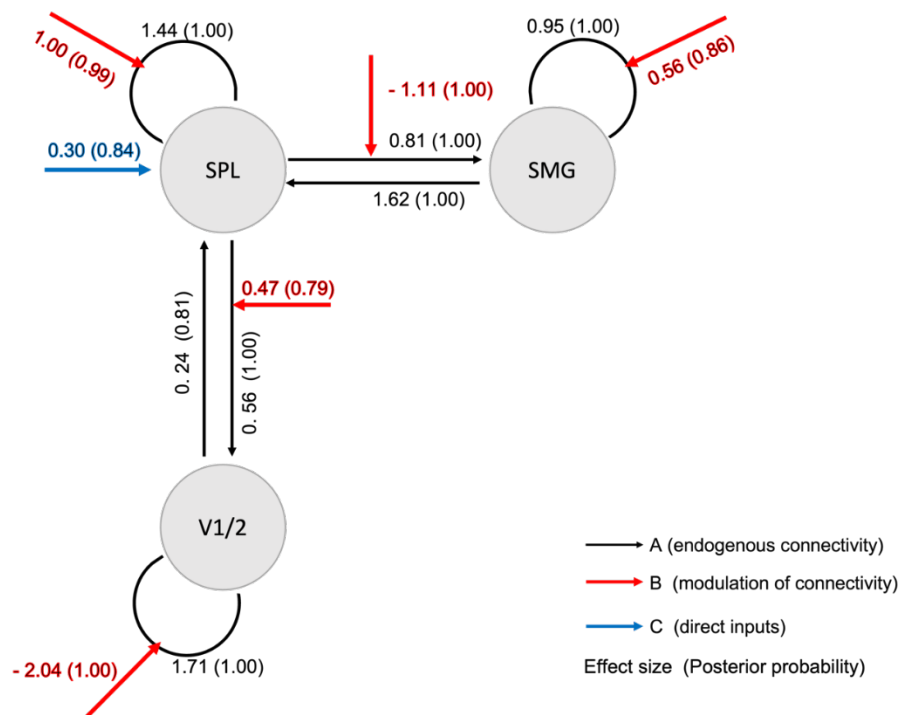 1.44 (1.00)
0.95 (1.00)
1.00 (0.99)
0.56 (0.86)
- 1.11 (1.00)
0.30 (0.84)
0.81 (1.00)
SPL
SMG
1.62 (1.00)
0.47 (0.79)
0. 24 (0.81)
0. 56 (1.00)
V1/2
A (endogenous connectivity)
B (modulation of connectivity)
C (direct inputs)
Effect size (Posterior probability)
- 2.04 (1.00)
1.71 (1.00)